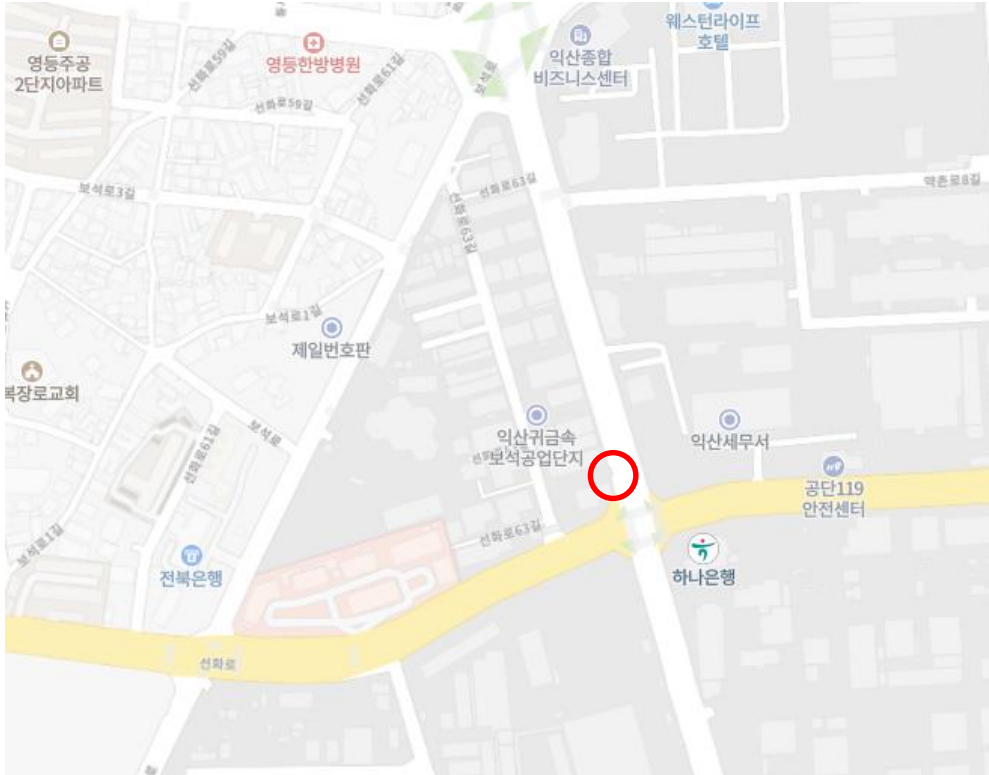 웨스턴라이프
호텔
영등주공
2단지아파트
영등한방병원
익산종합
비즈니스센터
선화로59길
선화로61길
보석로
선화로59길
보석로3길
선화로63길
선화로63길
약촌로8길
보석로1길
제일번호판
복장로교회
익산귀금속
보석공업단지
익산세무서
보석로
선화로61길
공단119
안전센터
선화로63길
보석로1길
전북은행
하나은행
선화로